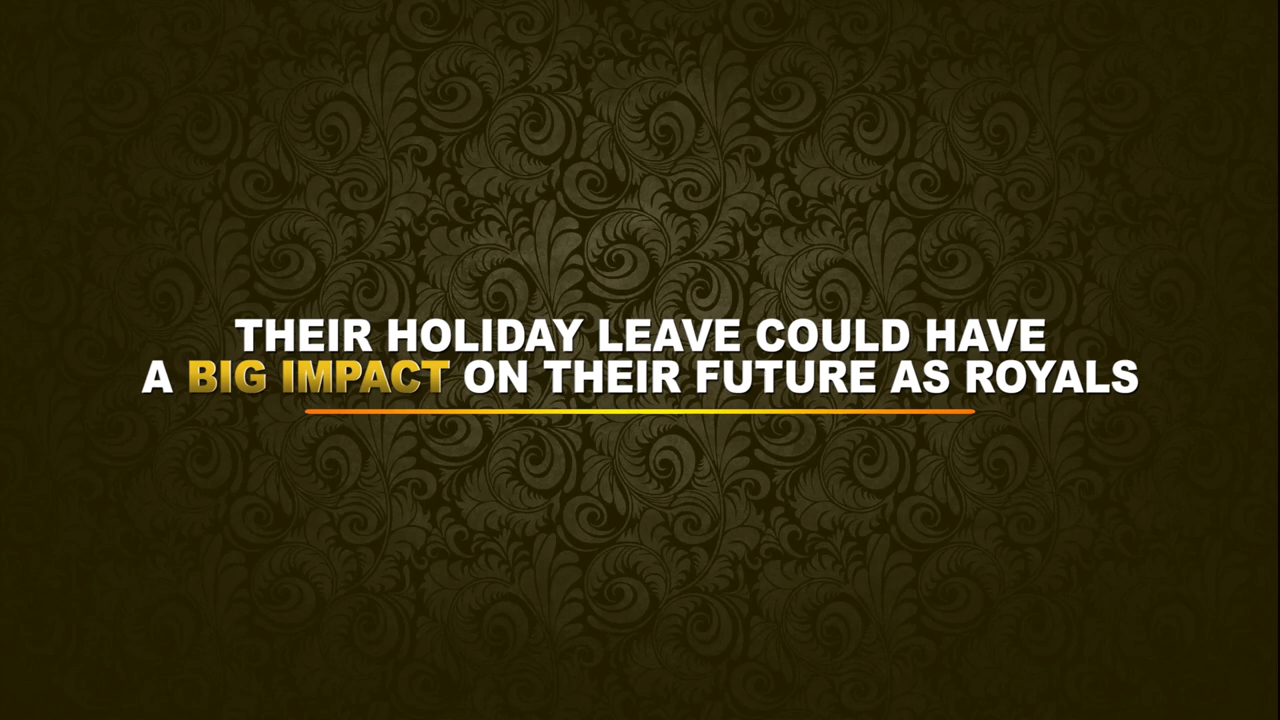 THEIR HOLIDAY LEAVE COULD HAVE
A BIG IMPACT ON THEIR FUTURE AS ROYALS